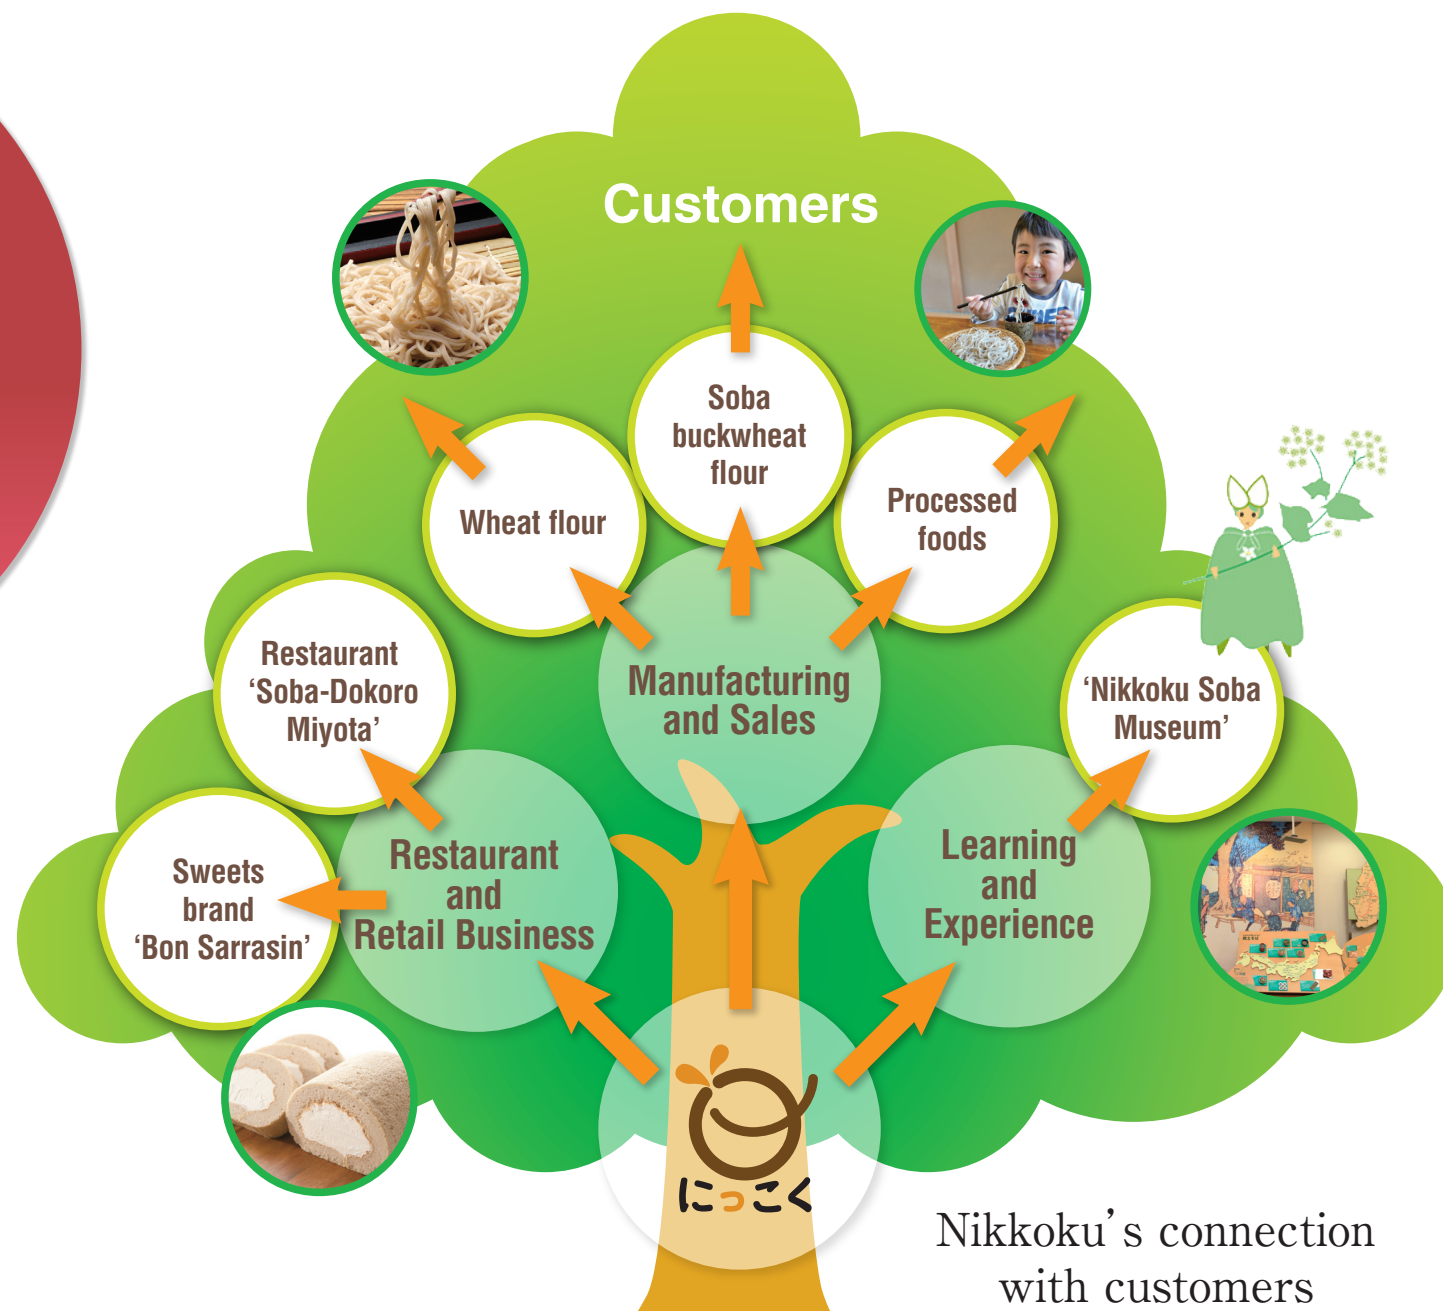 Customers
Soba
buckwheat
flour
Wheat flour
Processed
foods
Restaurant
‘Soba-Dokoro
Miyota’
Manufacturing
and Sales
‘Nikkoku Soba
Museum’
Sweets
brand
‘Bon Sarrasin’
Restaurant
and
Retail Business
Learning
and
Experience
にっこく
Nikkoku’s connection
with customers